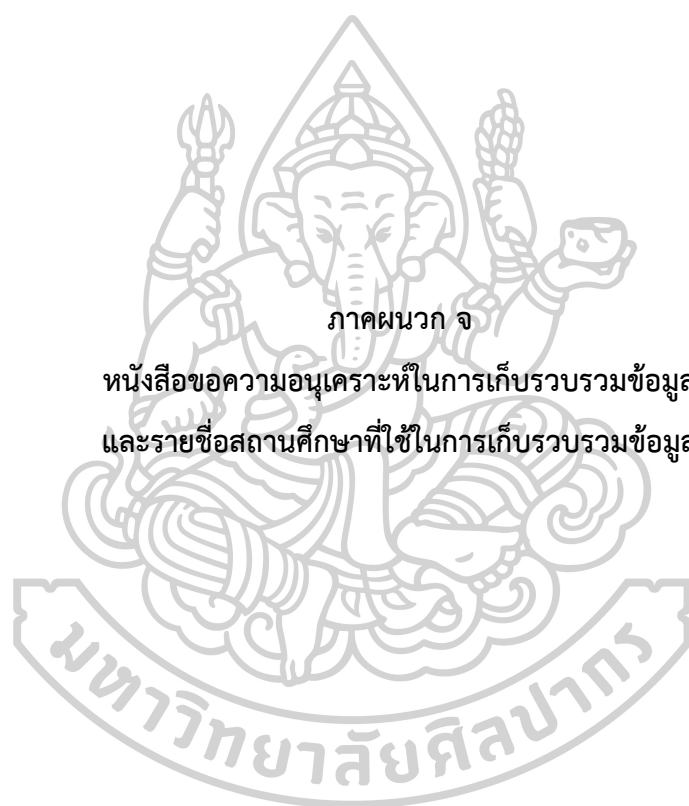 ภาคผนวก จ
หนังสือขอความอนุเคราะห์ในการเก็บรวบรวมข้อมูล
และรายชื่อสถานศึกษาที่ใช้ในการเก็บรวบรวมข้อมูล
มหาวิทยาลัยศิลปากร